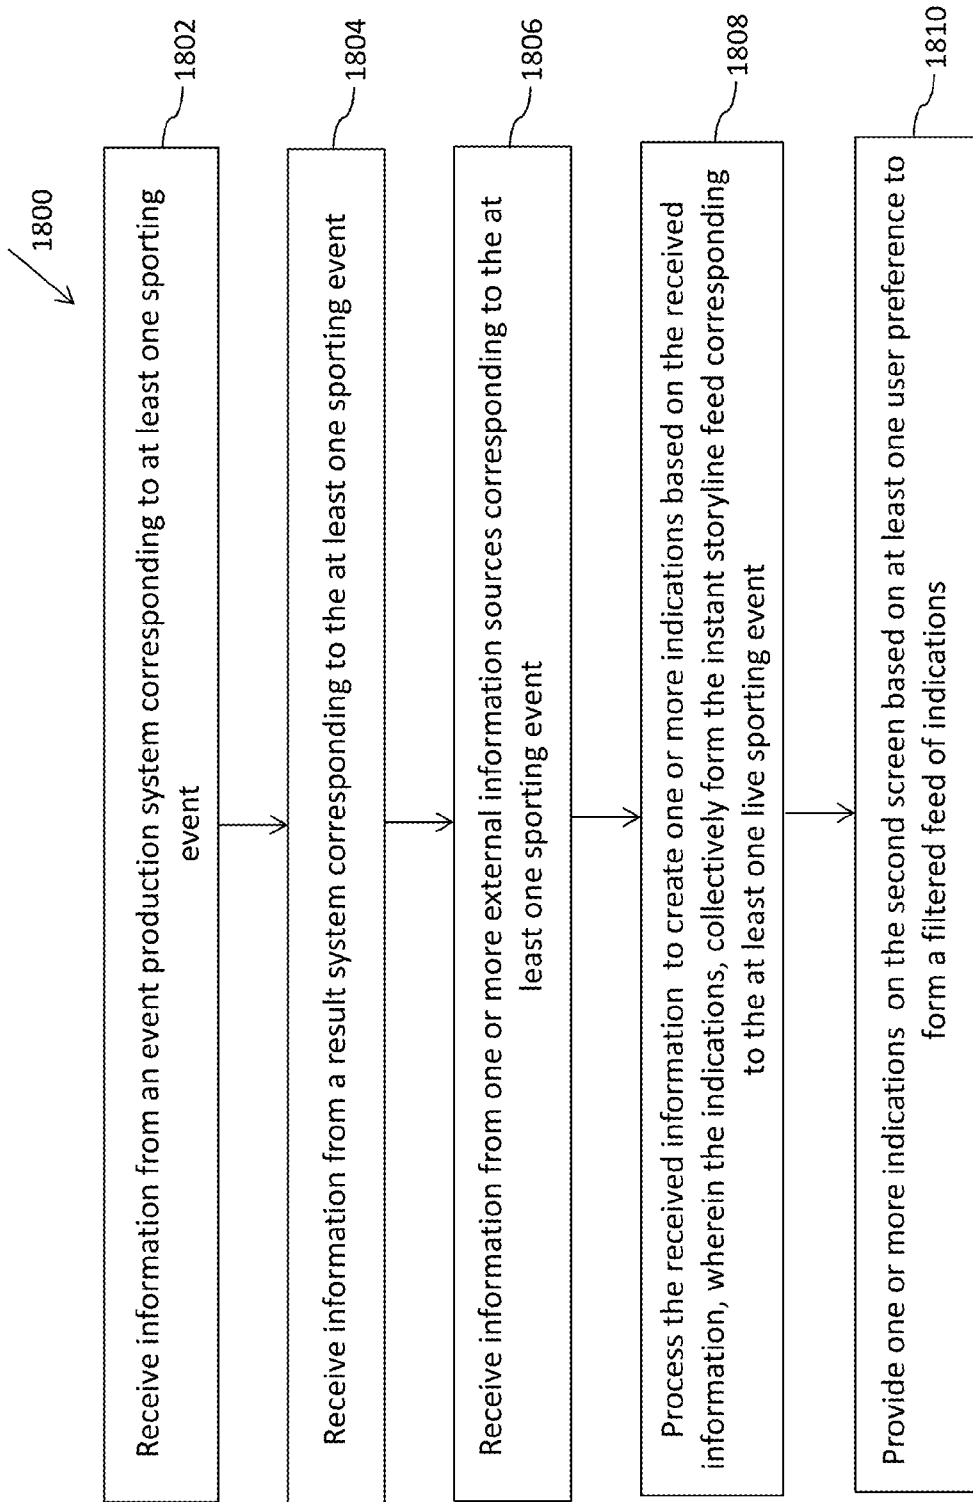 1800
Receive information from an event production system corresponding to at least one sporting
event
1802
Receive information from a result system corresponding to the at least one sporting event
1804
Receive information from one or more external information sources corresponding to the at
least one sporting event
1806
Process the received information to create one or more indications based on the received
information, wherein the indications, collectively form the instant storyline feed corresponding
to the at least one live sporting event
1808
Provide one or more indications on the second screen based on at least one user preference to
form a filtered feed of indications
1810